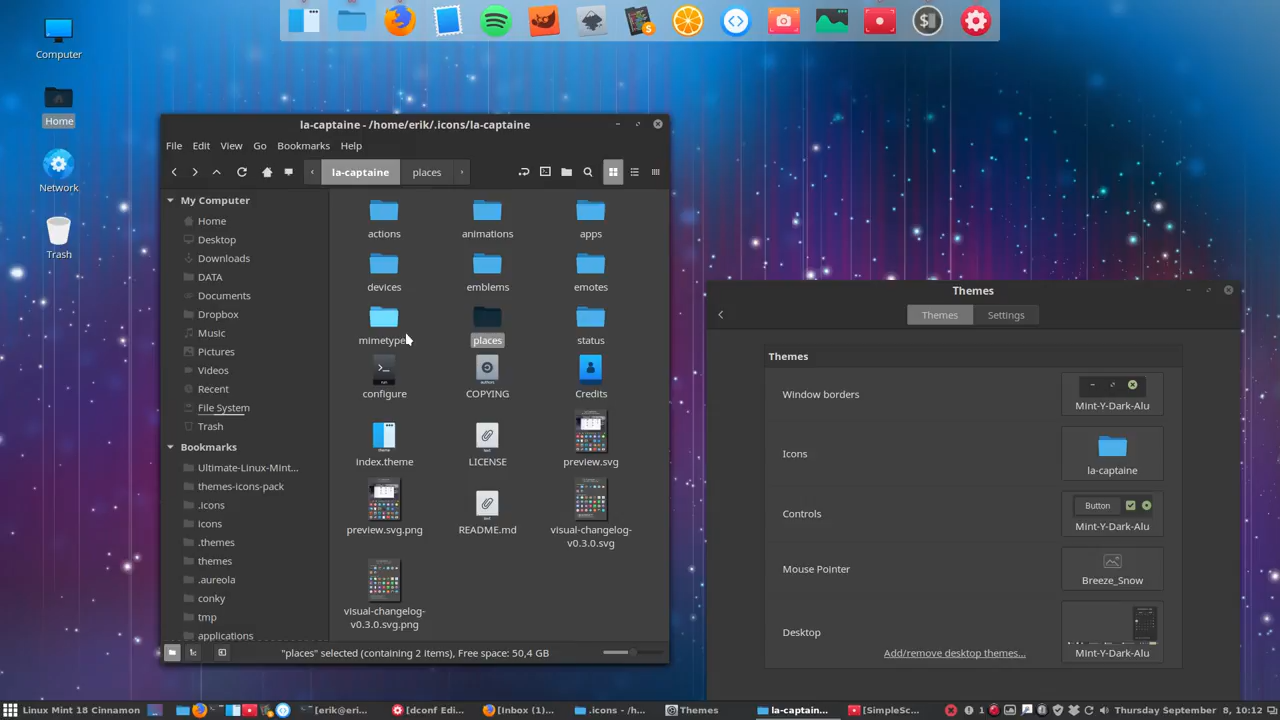 Computer
Home
Network
Trash
la-captaine - /home/erik/.icons/la-captaine
File Edit View Go Bookmarks Help
la-captaine places
My Computer
Home
Desktop
Downloads
DATA
Documents
Dropbox
Music
Pictures
Videos
Recent
File System
Trash
Bookmarks
Ultimate-Linux-Mint...
themes-icons-pack
.icons
icons
.themes
themes
.aureola
conky
tmp
applications
actions animations apps
devices emblems emotes
mimetypes places status
configure COPYING Credits
index.theme LICENSE preview.svg
preview.svg.png README.md visual-changelog-
v0.3.0.svg
visual-changelog-
v0.3.0.svg.png
"places" selected (containing 2 items), Free space: 50,4 GB
Themes
Themes Settings
Themes
Window borders
Mint-Y-Dark-Alu
Icons
la-captaine
Controls
Button
Mint-Y-Dark-Alu
Mouse Pointer
Breeze_Snow
Desktop
Mint-Y-Dark-Alu
Add/remove desktop themes...
Linux Mint 18 Cinnamon [erik@eri... [dconf Edi... [Inbox (1)... .icons - /h... Themes la-captain... [SimpleSc... 1 Thursday September 8, 10:12